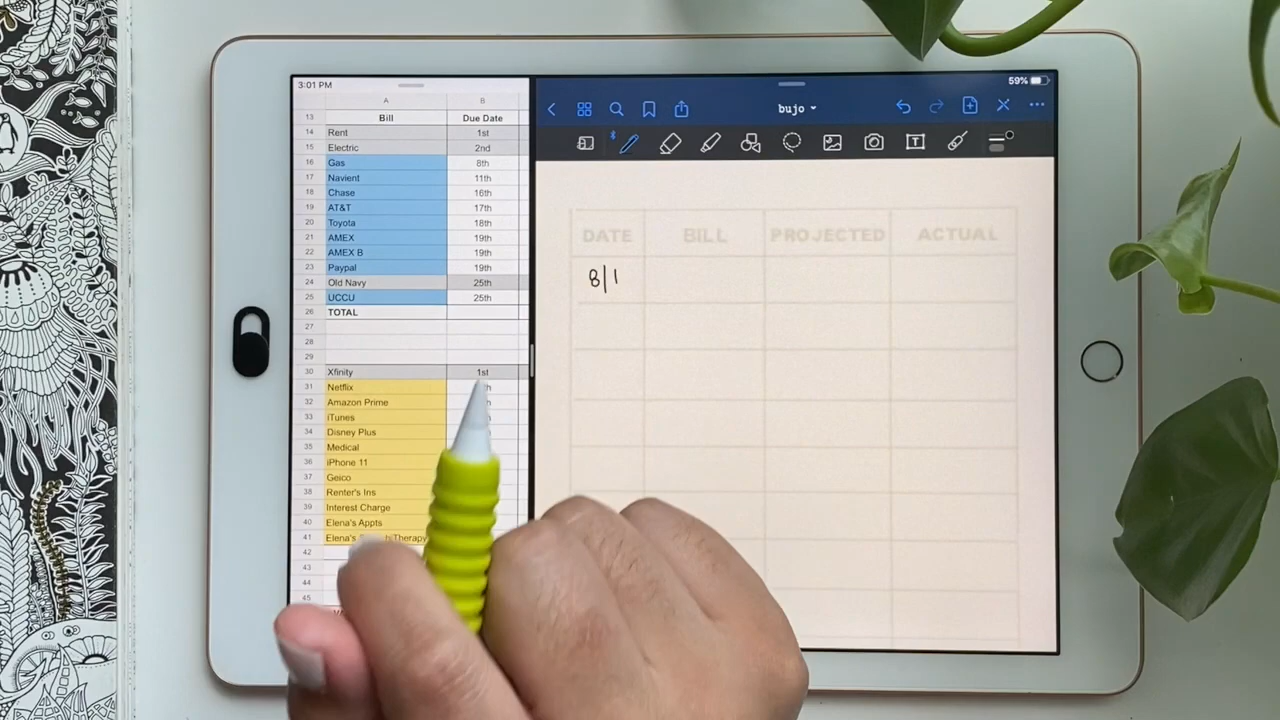 3:01 PM
A B
13 Bill Due Date
14 Rent 1st
15 Electric 2nd
16 Gas 8th
17 Navient 11th
18 Chase 16th
19 AT&T 17th
20 Toyota 18th
21 AMEX 19th
22 AMEX B 19th
23 Paypal 19th
24 Old Navy 25th
25 UCCU 25th
26 TOTAL
27
28
29
30 Xfinity 1st
31 Netflix
32 Amazon Prime
33 iTunes
34 Disney Plus
35 Medical
36 iPhone 11
37 Geico
38 Renter's Ins
39 Interest Charge
40 Elena's Appts
41 Elena's Therapy
42
43
44
45
59%
bujo
DATE BILL PROJECTED ACTUAL
8/1